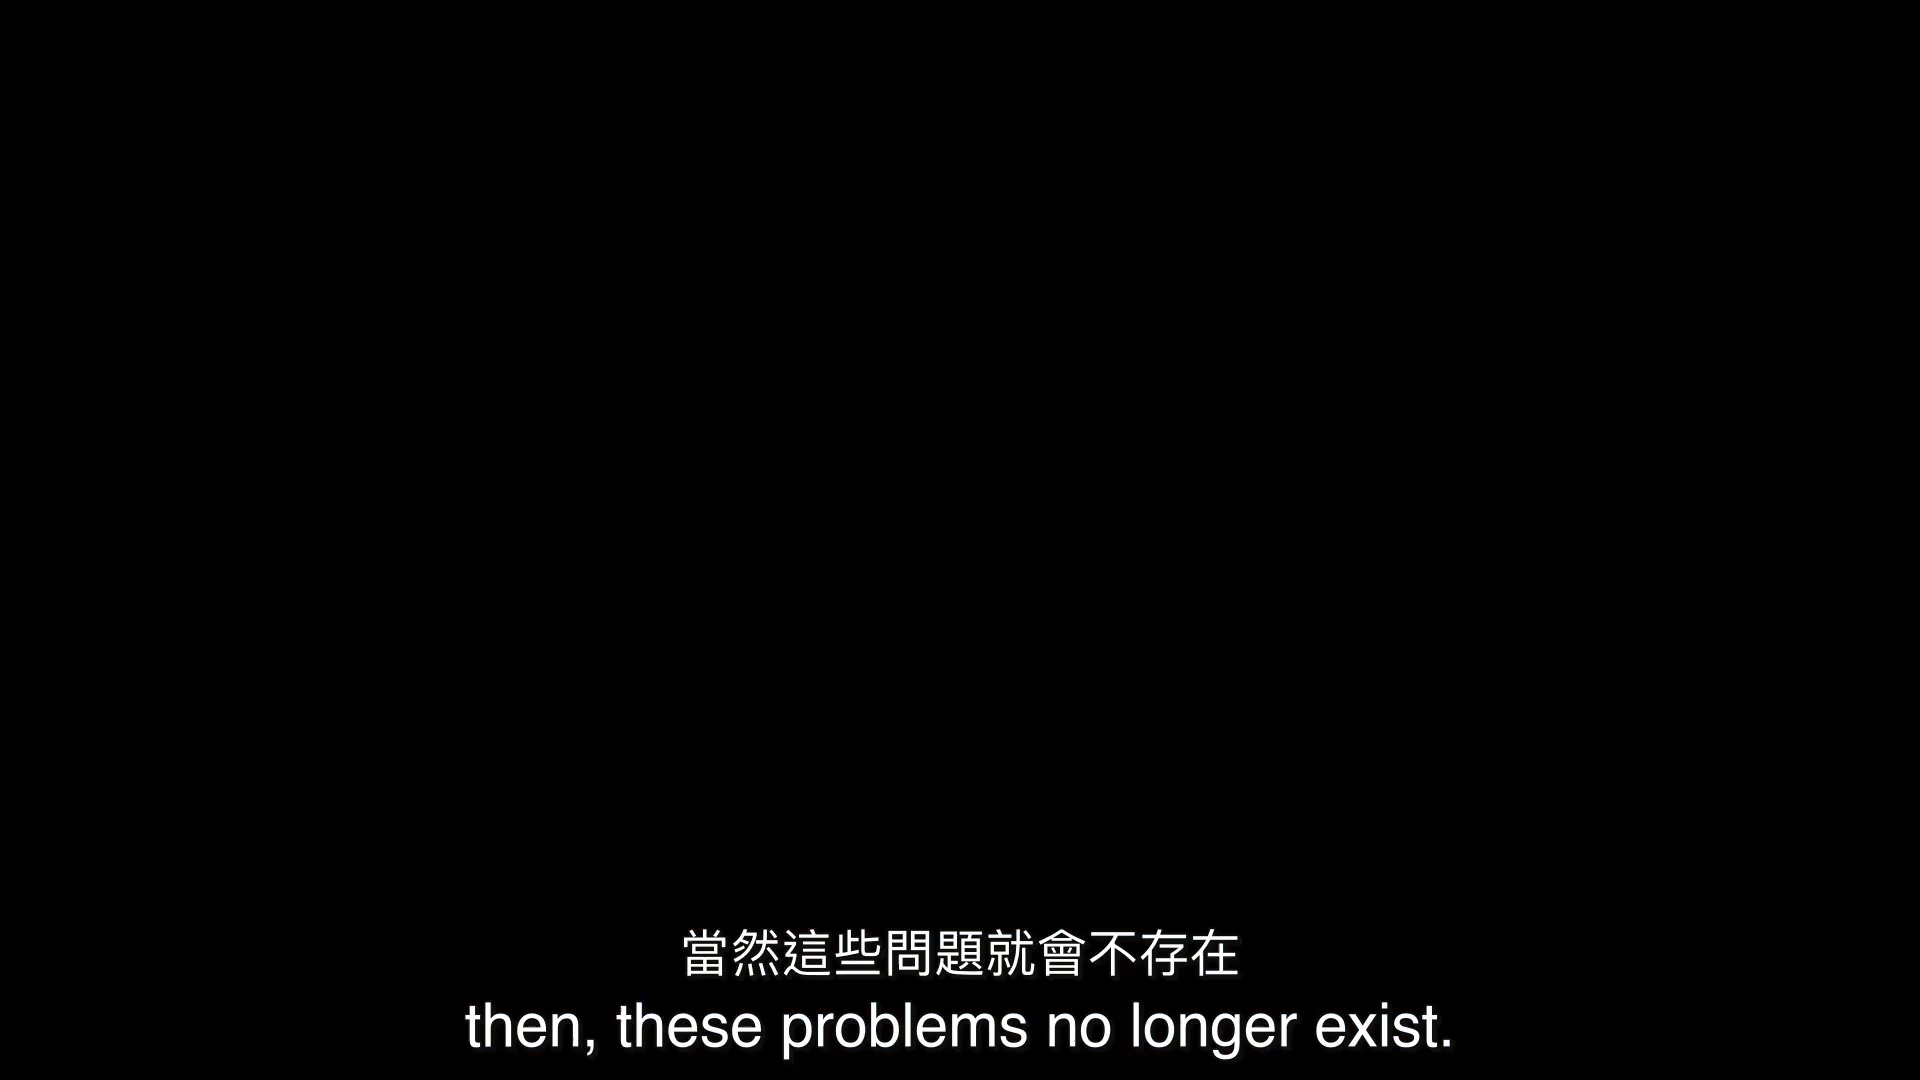 當然這些問題就會不存在
then, these problems no longer exist.